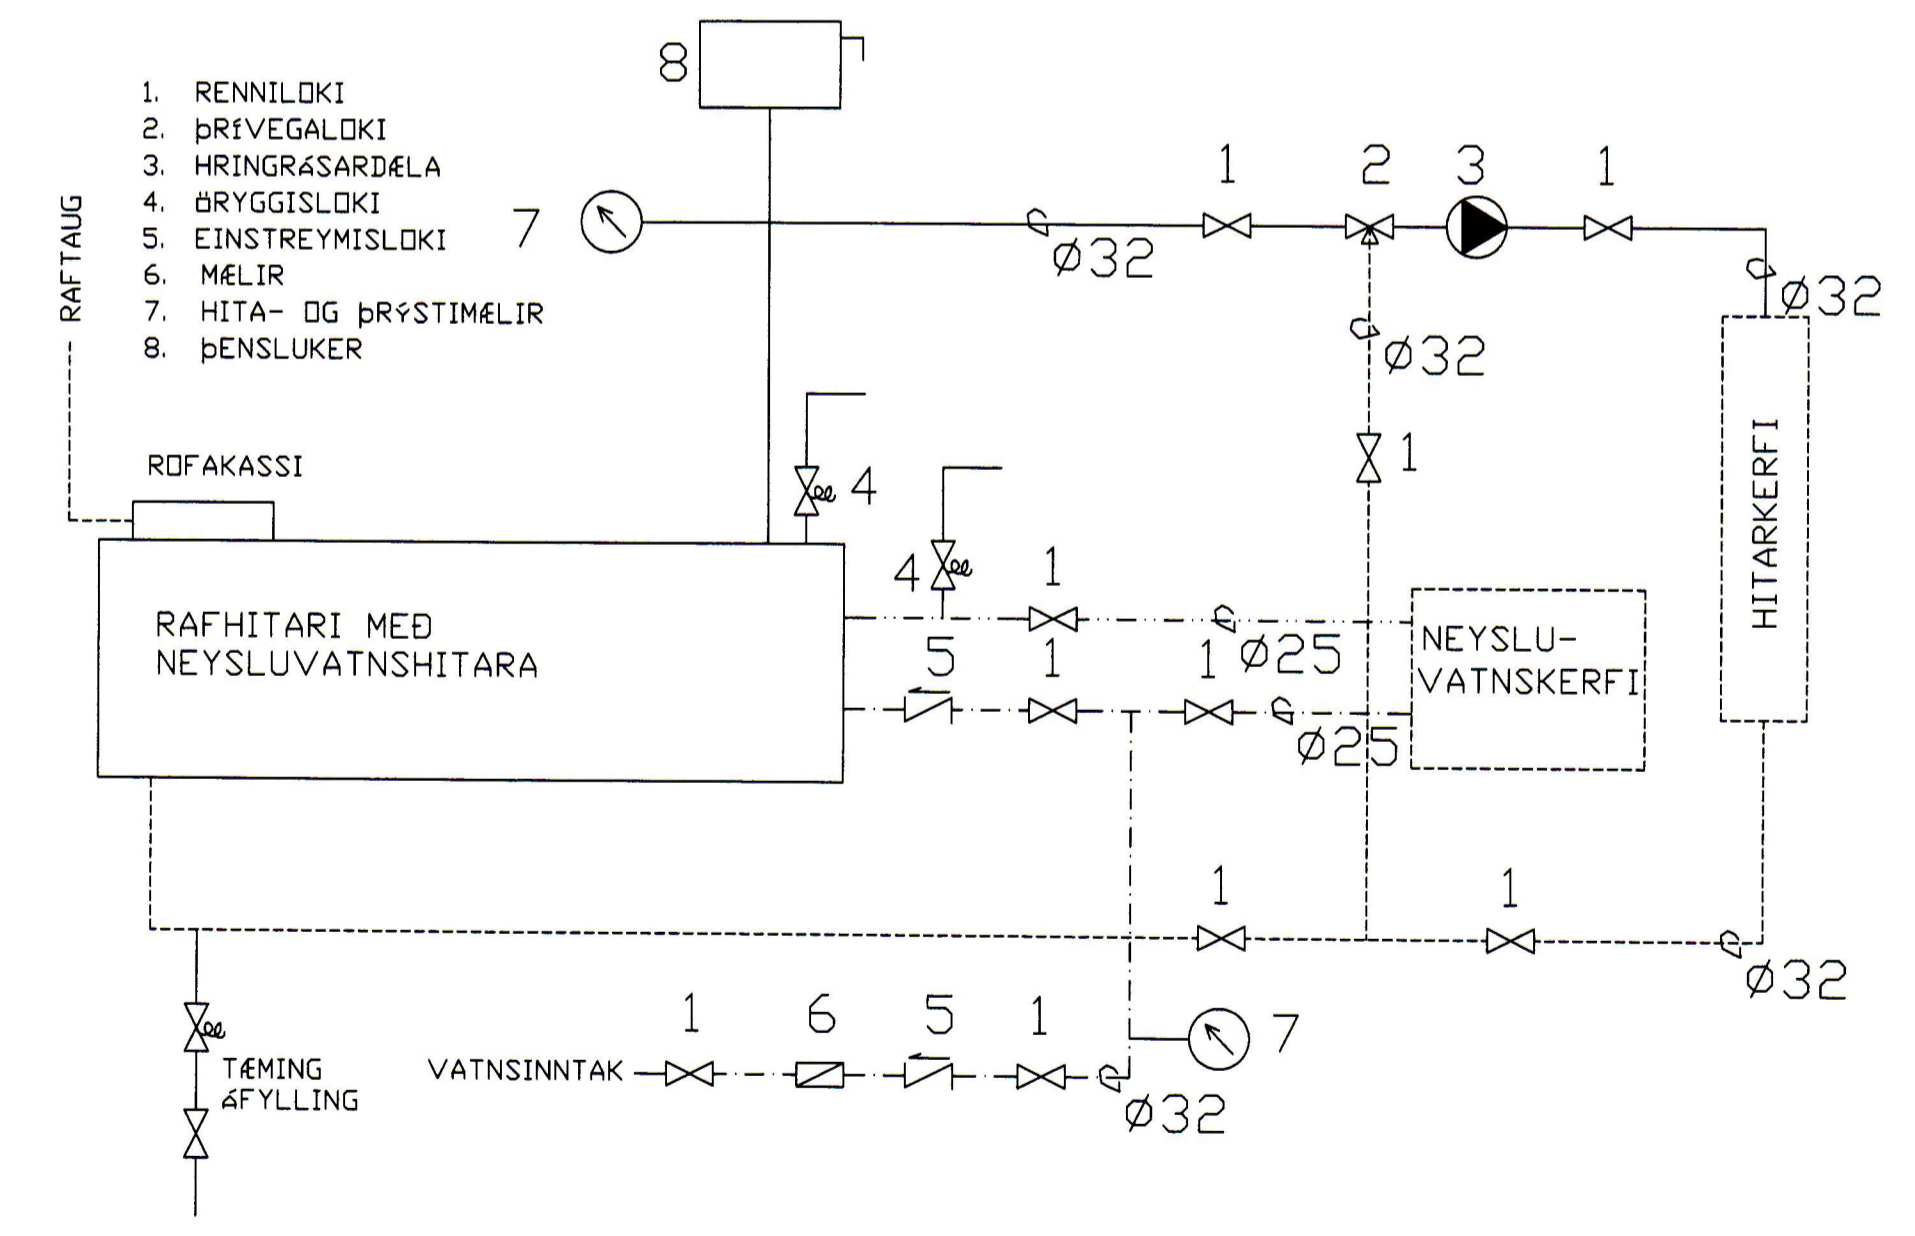 8
1. RENNILOKI
2. ÞRÍVEGALOKI
3. HRINGRÁSARDÆLA
4. ÖRYGGISLOKI
5. EINSTREYMISLOKI
6. MÆLIR
7. HITA- OG ÞRÝSTIMÆLIR
8. ÞENSLUKER
RAFTAUG
1 2 3 1
7
Ø32
Ø32
Ø32
HITAKERFI
1
ROFAKASSI
4
4 1
RAFHITARI MEÐ
NEYSLUVATNSHITARA
NEYSLU-
VATNSKERFI
5 1 1 Ø25
Ø25
1 1
Ø32
1 6 5 1
7
VATNSINNTAK
TÆMING
ÁFYLLING
Ø32